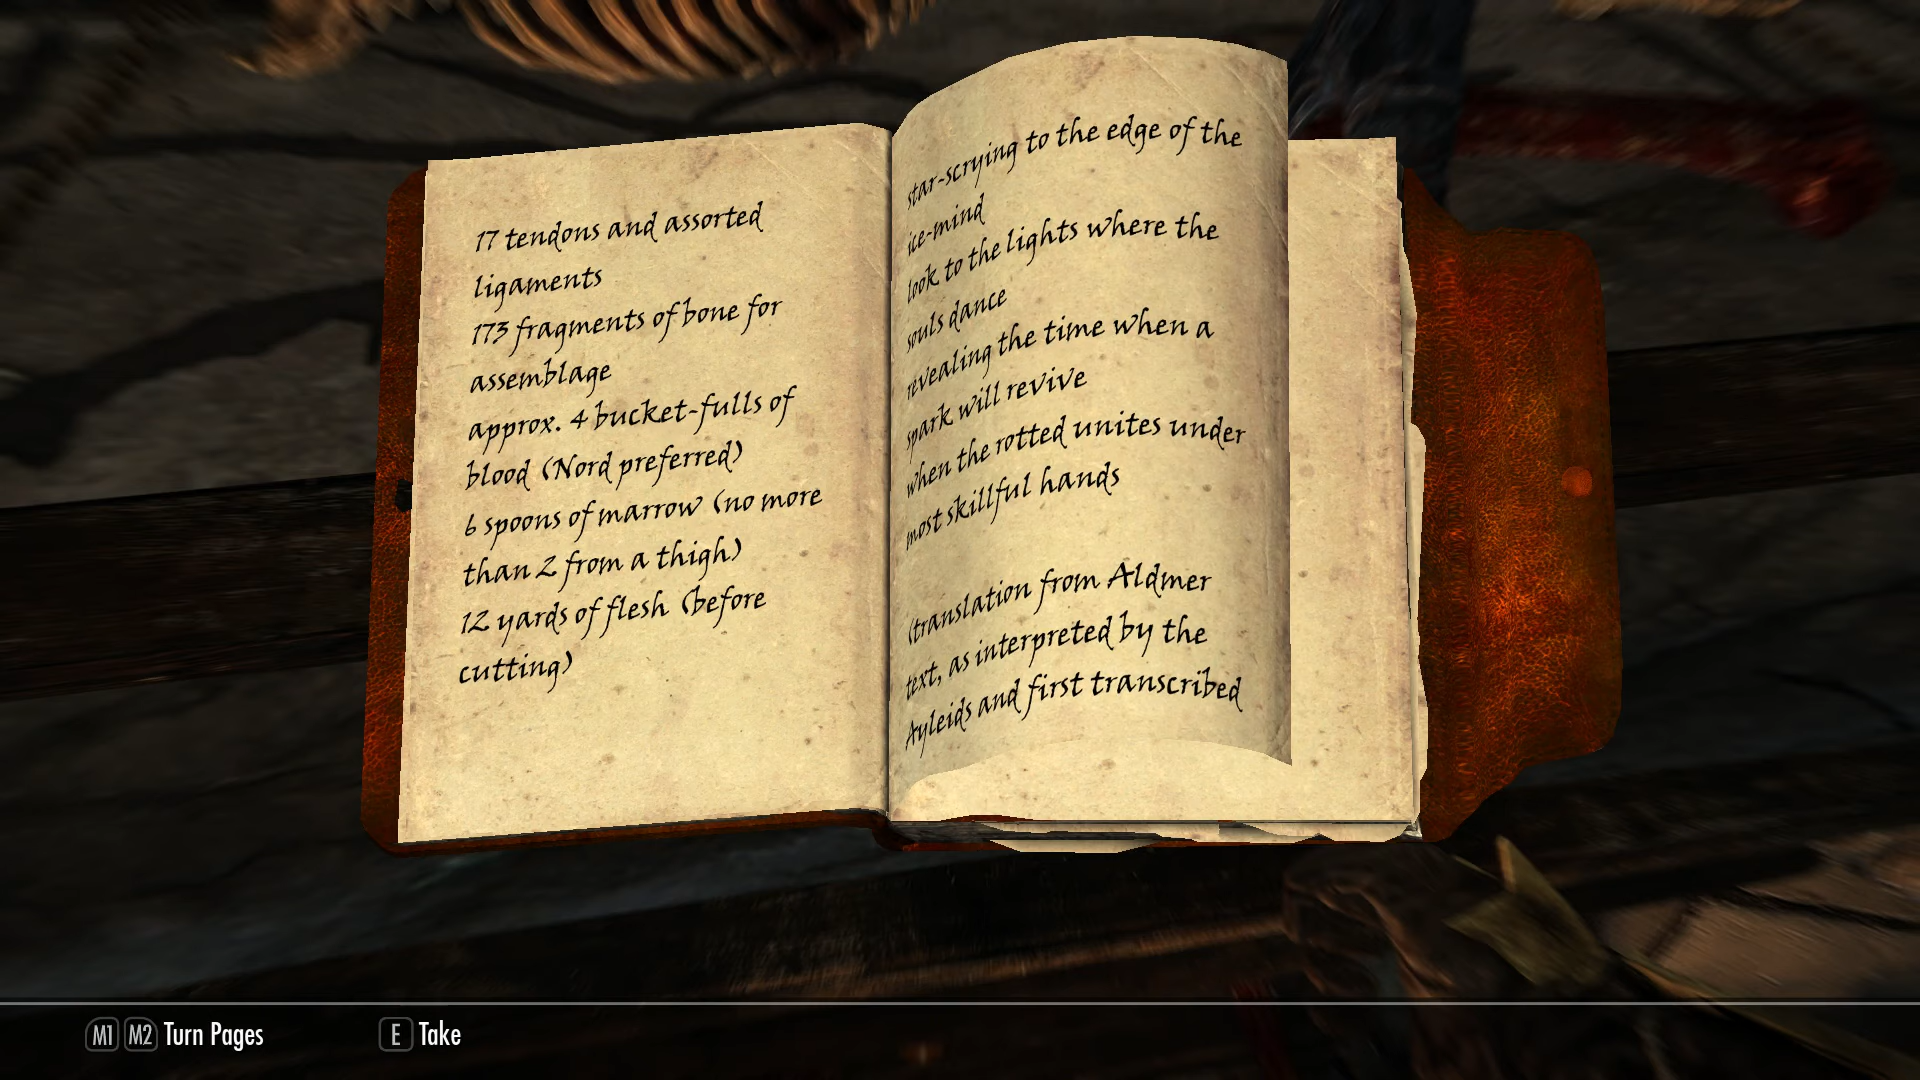 17 tendons and assorted
ligaments
173 fragments of bone for
assemblage
approx. 4 bucket-fulls of
blood (Nord preferred)
6 spoons of marrow (no more
than 2 from a thigh)
12 yards of flesh (before
cutting)
star-scrying to the edge of the
ice-mind
look to the lights where the
souls dance
revealing the time when a
spark will revive
when the rotted unites under
most skillful hands
(translation from Aldmer
text, as interpreted by the
Ayleids and first transcribed
M1 M2 Turn Pages
E Take